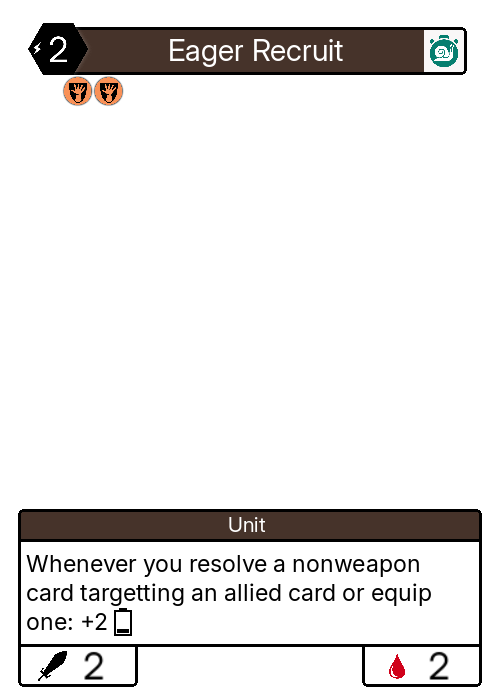 2
Eager Recruit
Unit
Whenever you resolve a nonweapon
card targetting an allied card or equip
one: +2
2
2